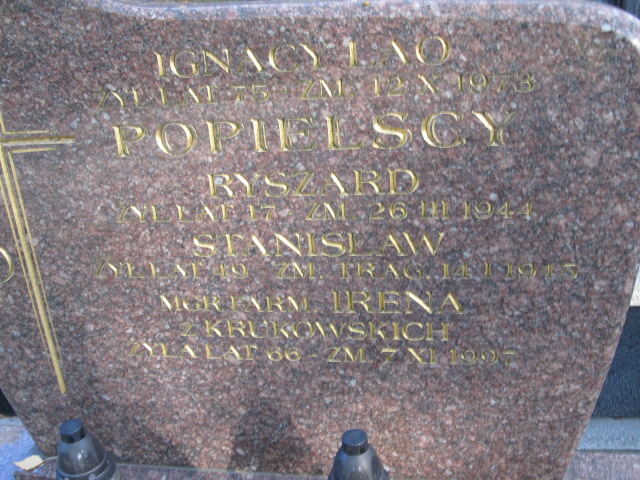 IGNACY LAO
ŻYŁ LAT 75 - ZM. 12 X 1973
POPIELSCY
RYSZARD
ŻYŁ LAT 17 - ZM. 26 III 1944
STANISŁAW
ŻYŁ LAT 49 - ZM. TRAG. 14 I 1945
MGR FARM. IRENA
Z KRUKOWSKICH
ŻYŁA LAT 66 - ZM. 7 XI 1997